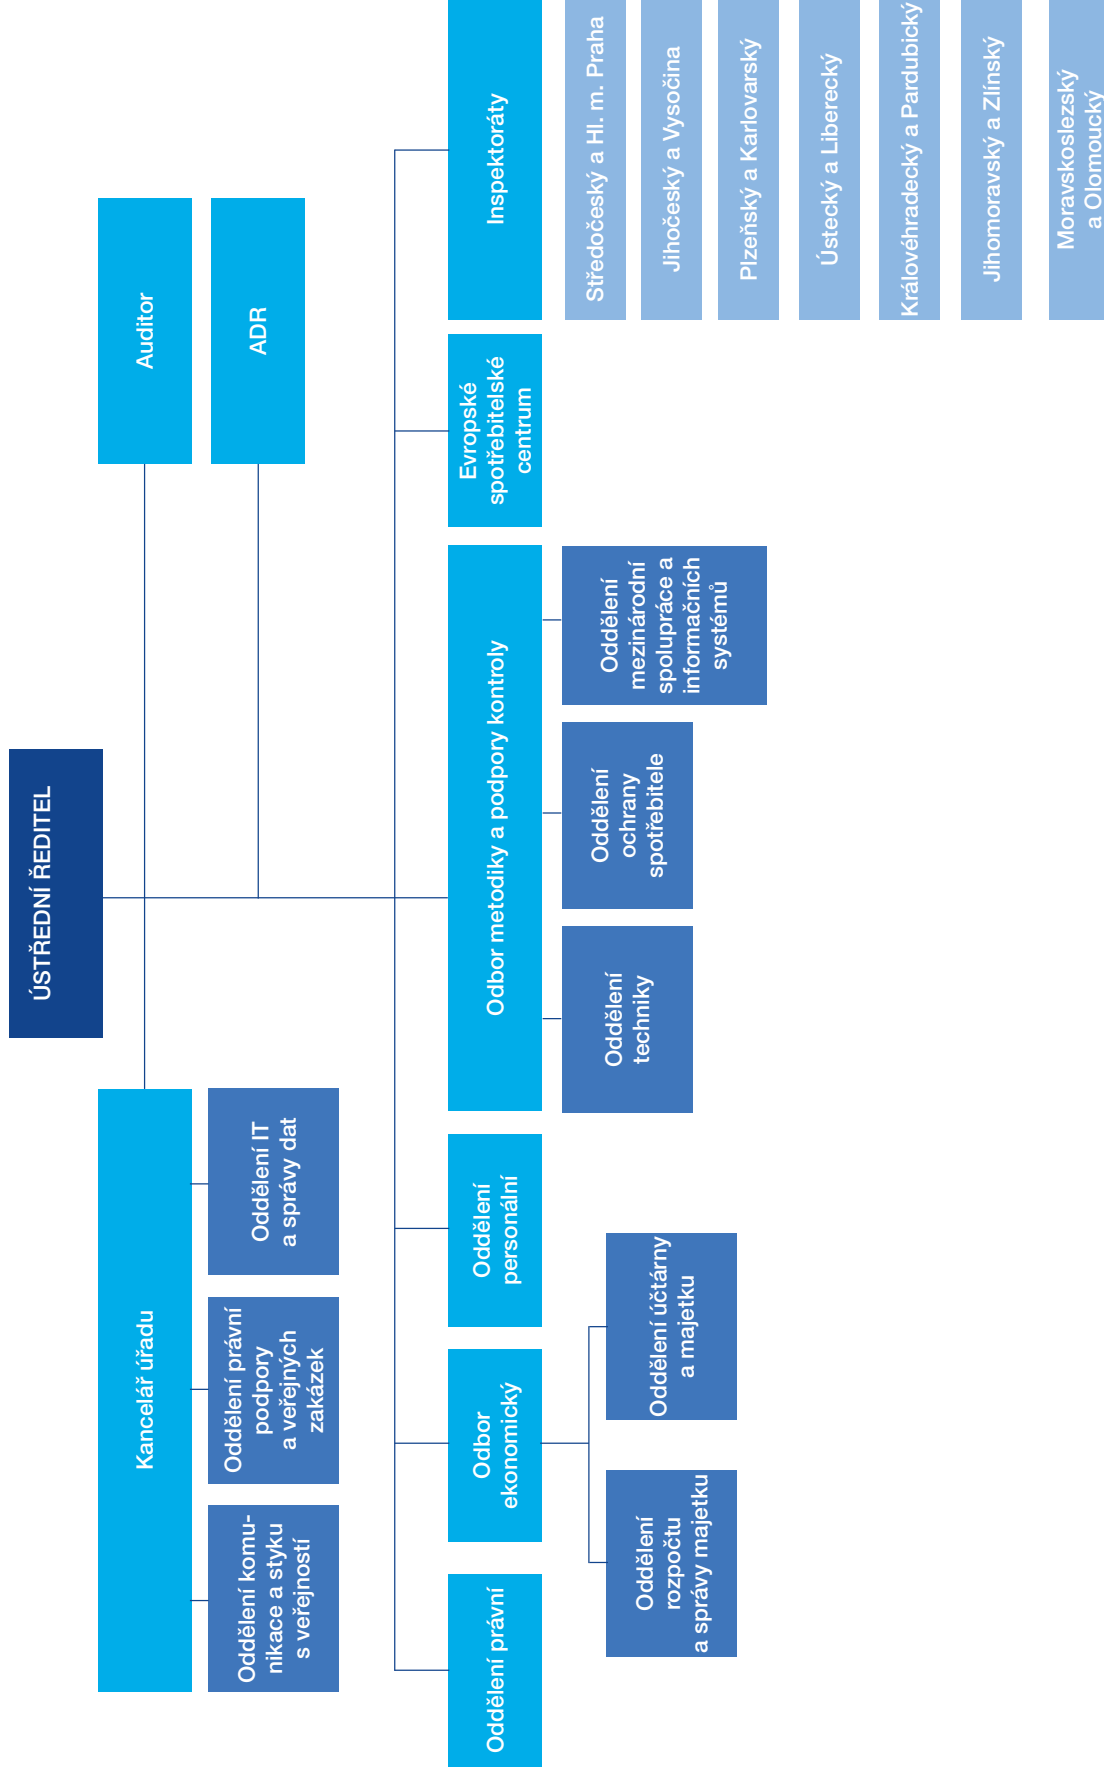 ÚSTŘEDNÍ ŘEDITEL
Kancelář úřadu
Auditor
ADR
Oddělení komu-
nikace a styku
s veřejností
Oddělení právní
podpory
a veřejných
zakázek
Oddělení IT
a správy dat
Oddělení právní
Odbor
ekonomický
Oddělení
personální
Odbor metodiky a podpory kontroly
Evropské
spotřebitelské
centrum
Inspektoráty
Oddělení
rozpočtu
a správy majetku
Oddělení účtárny
a majetku
Oddělení
techniky
Oddělení
ochrany
spotřebitele
Oddělení
mezinárodní
spolupráce a
informačních
systémů
Středočeský a Hl. m. Praha
Jihočeský a Vysočina
Plzeňský a Karlovarský
Ústecký a Liberecký
Královéhradecký a Pardubický
Jihomoravský a Zlínský
Moravskoslezský
a Olomoucký